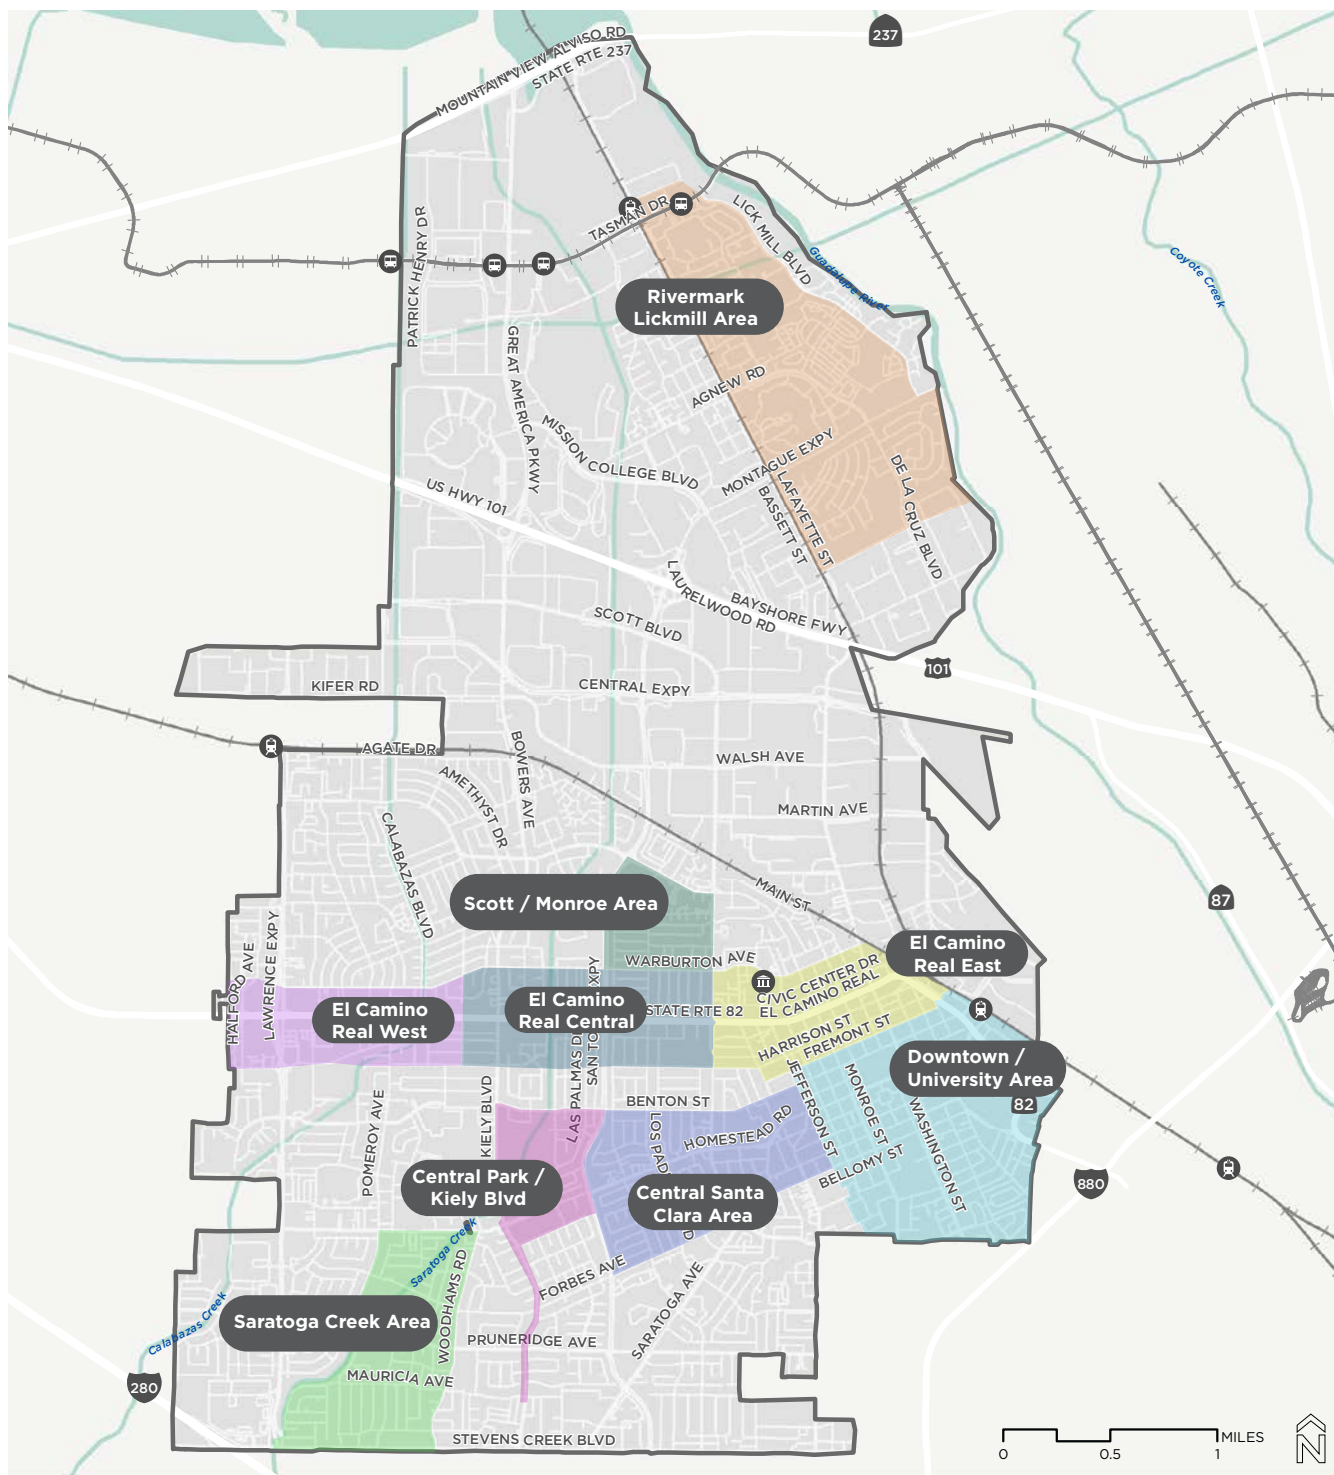 237
MOUNTAIN VIEW ALVISO RD
STATE RTE 237
TASMAN DR
LICK MILL BLVD
PATRICK HENRY DR
Guadalupe River
Coyote Creek
Rivermark
Lickmill Area
GREAT AMERICA PKWY
AGNEW RD
MISSION COLLEGE BLVD
MONTAGUE EXPY
US HWY 101
LAFAYETTE ST
BASSETT ST
DE LA CRUZ BLVD
LAURELWOOD RD
BAYSHORE FWY
SCOTT BLVD
101
KIFER RD
CENTRAL EXPY
AGATE DR
BOWERS AVE
WALSH AVE
AMETHYST DR
MARTIN AVE
CALABAZAS BLVD
MAIN ST
87
Scott / Monroe Area
HALFORD AVE
LAWRENCE EXPY
WARBURTON AVE
El Camino
Real East
CIVIC CENTER DR
EL CAMINO REAL
El Camino
Real West
El Camino
Real Central
STATE RTE 82
HARRISON ST
FREMONT ST
LAS PALMAS D
SAN TO
XPY
Downtown /
University Area
82
JEFFERSON ST
MONROE ST
WASHINGTON ST
POMEROY AVE
KIELY BLVD
BENTON ST
LOS PAD
HOMESTEAD RD
BELLOMY ST
880
Central Park /
Kiely Blvd
Central Santa
Clara Area
D
Saratoga Creek
WOODHAMS RD
FORBES AVE
SARATOGA AVE
Calabazas Creek
Saratoga Creek Area
PRUNERIDGE AVE
MAURICIA AVE
280
STEVENS CREEK BLVD
MILES
0
0.5
1
N